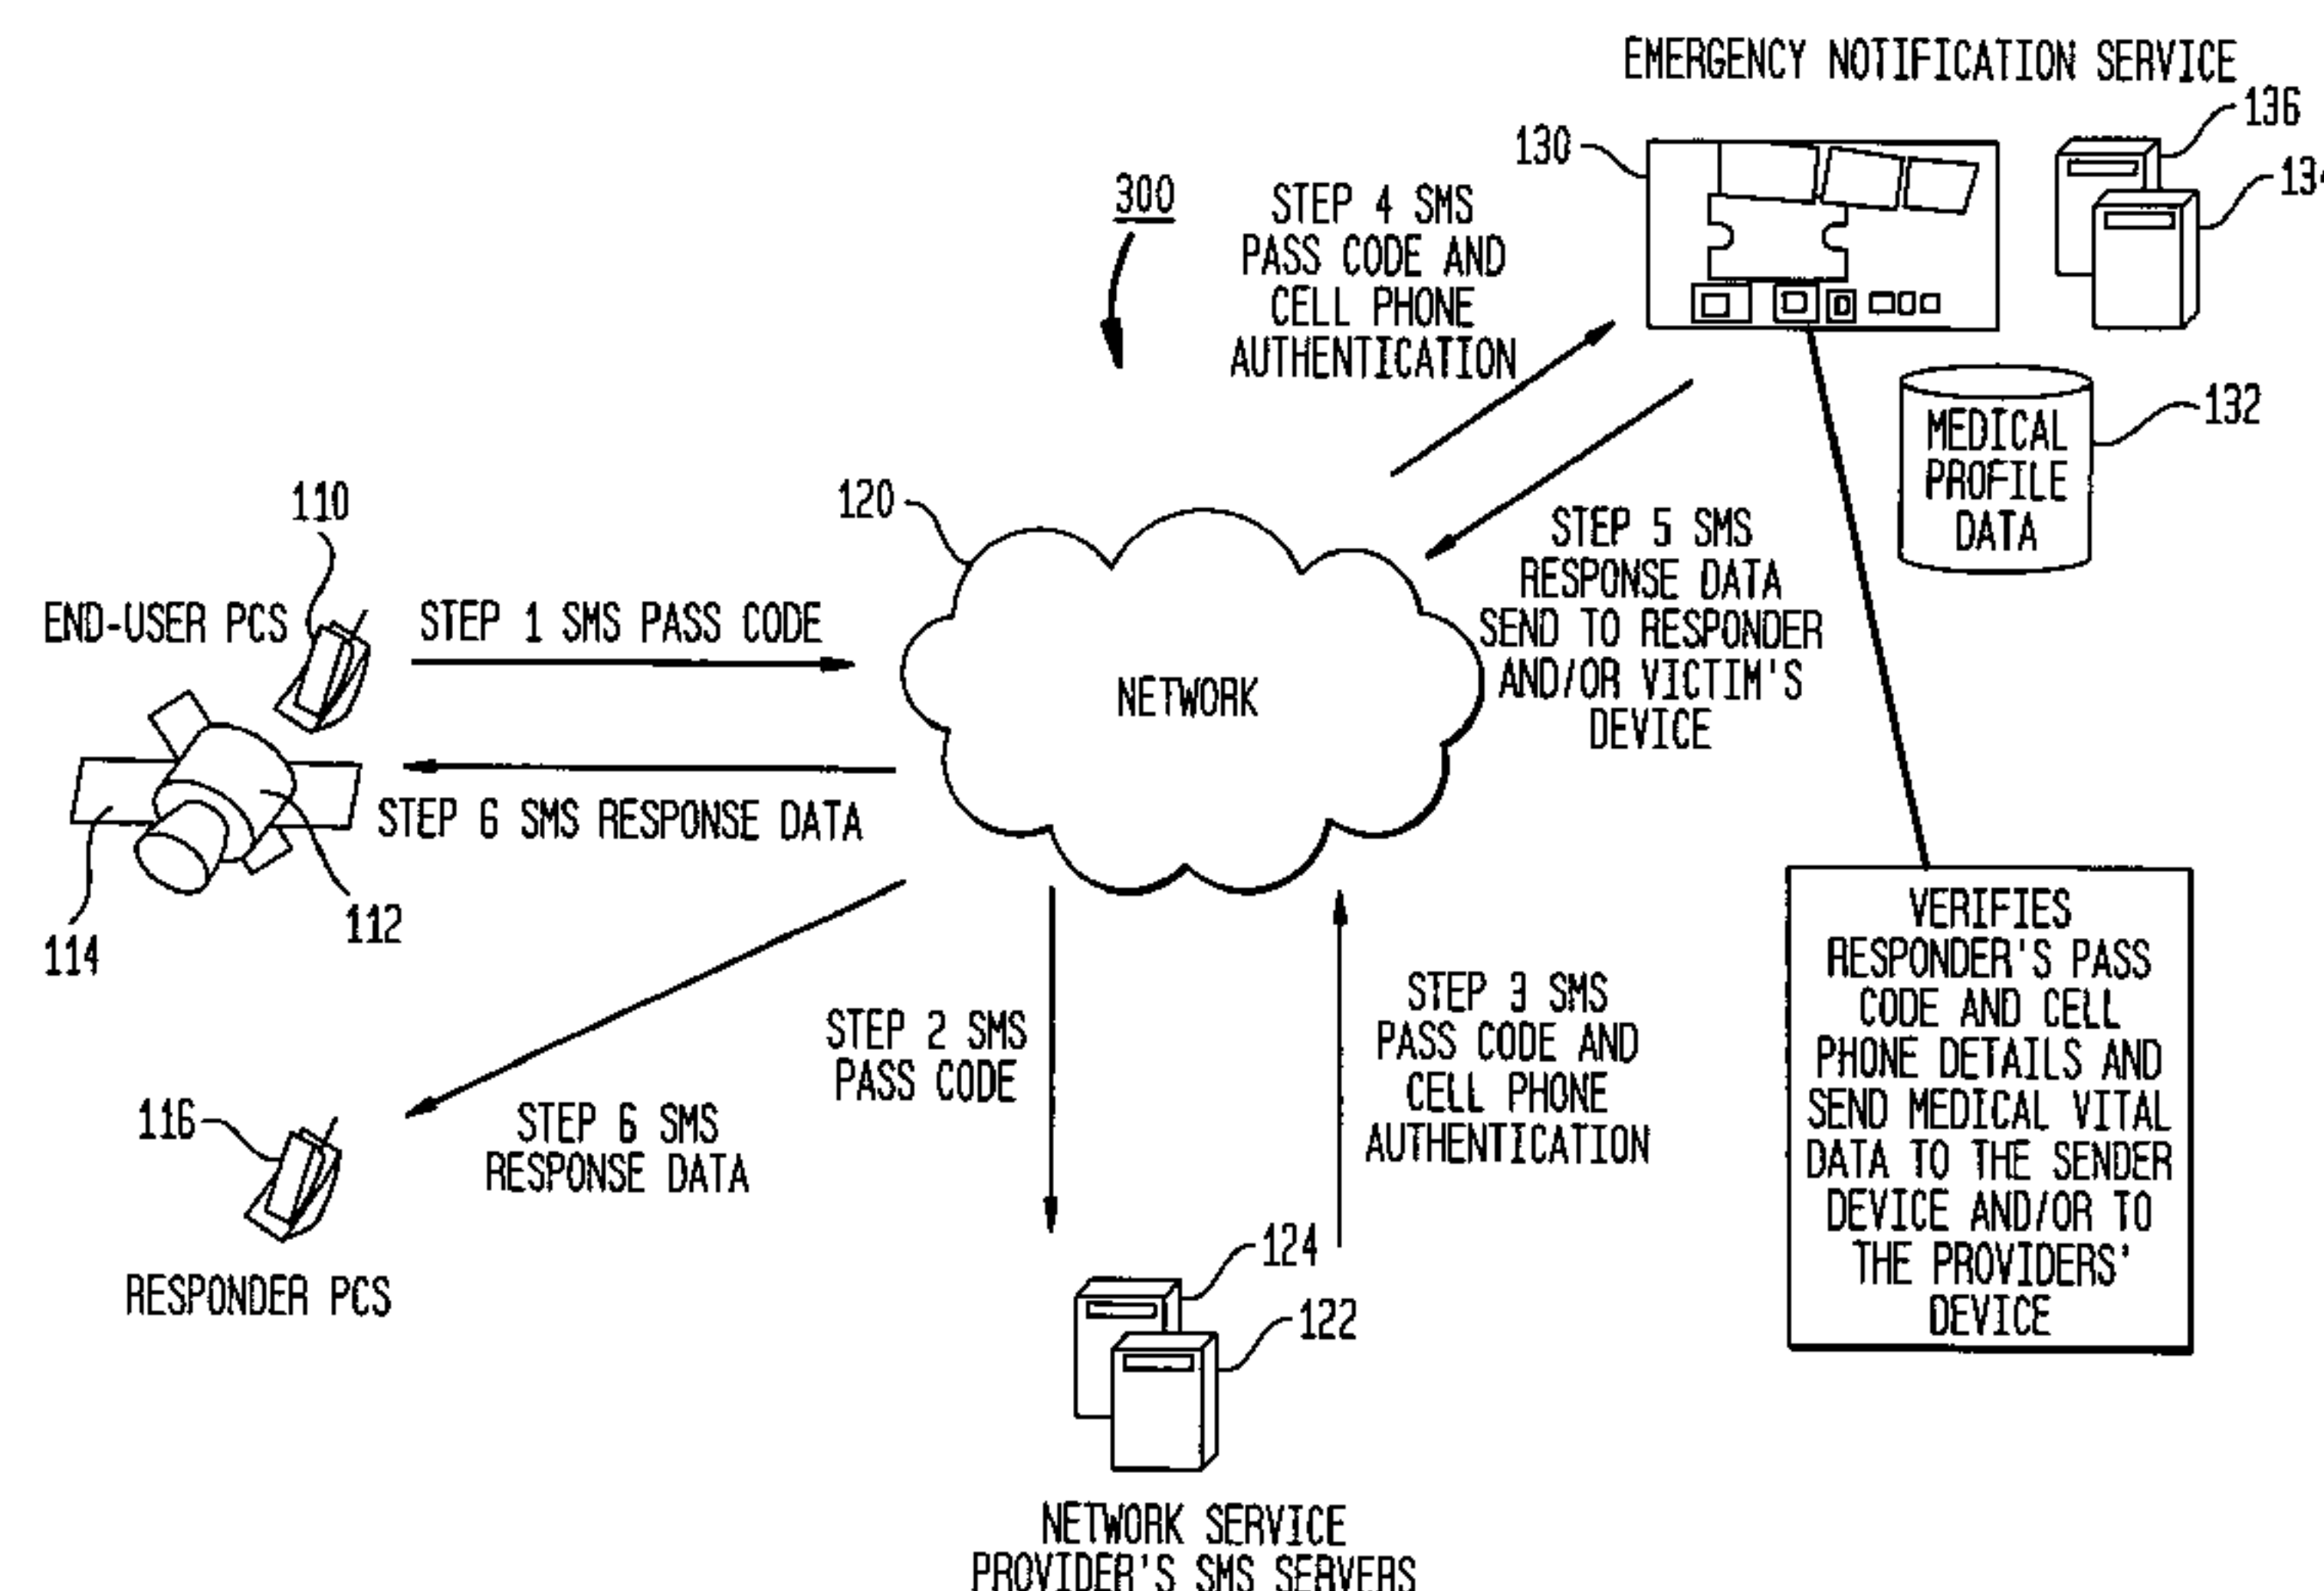 EMERGENCY NOTIFICATION SERVICE
136
130
134
300
STEP 4 SMS
PASS CODE AND
CELL PHONE
AUTHENTICATION
132
MEDICAL
PROFILE
DATA
110
120
STEP 5 SMS
RESPONSE DATA
SEND TO RESPONDER
AND/OR VICTIM'S
DEVICE
END-USER PCS
STEP 1 SMS PASS CODE
NETWORK
STEP 6 SMS RESPONSE DATA
112
114
VERIFIES
RESPONDER'S PASS
CODE AND CELL
PHONE DETAILS AND
SEND MEDICAL VITAL
DATA TO THE SENDER
DEVICE AND/OR TO
THE PROVIDERS'
DEVICE
STEP 2 SMS
PASS CODE
STEP 3 SMS
PASS CODE AND
CELL PHONE
AUTHENTICATION
116
STEP 6 SMS
RESPONSE DATA
RESPONDER PCS
124
122
NETWORK SERVICE
PROVIDER'S SMS SERVERS